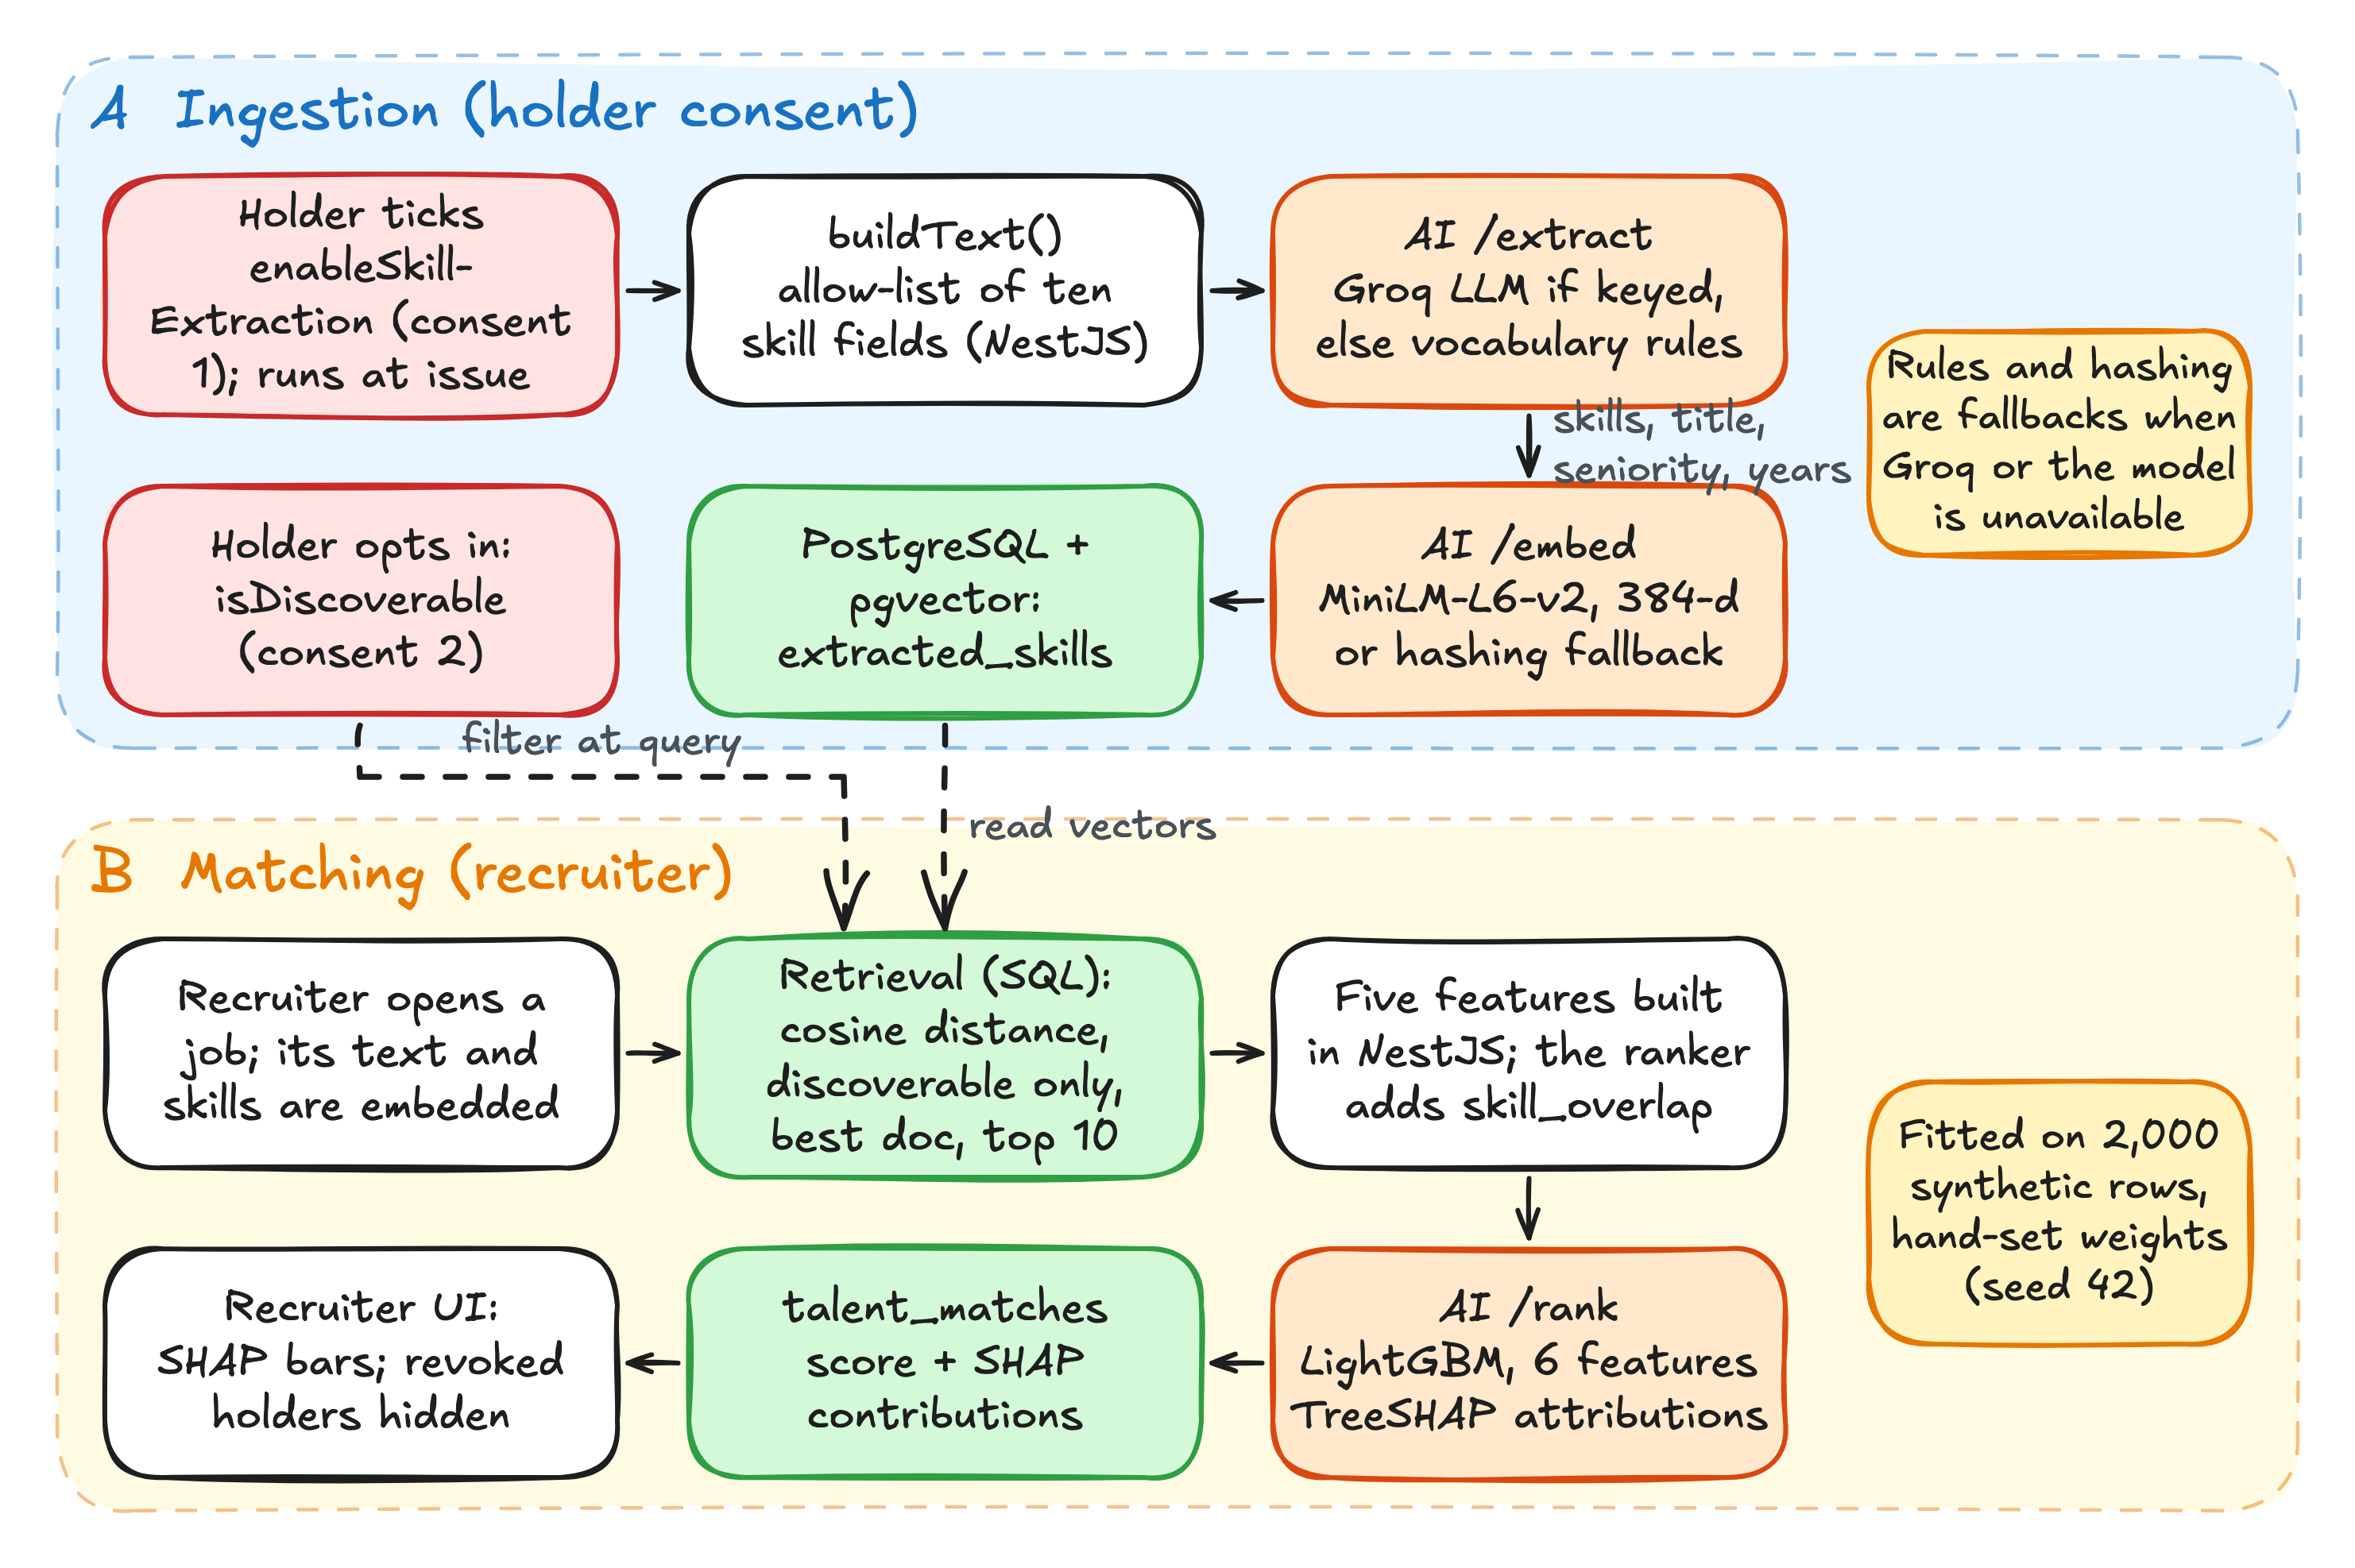 A Ingestion (holder consent)
Holder ticks
enableSkill-
Extraction (consent
1); runs at issue
buildText()
allow-list of ten
skill fields (NestJS)
AI /extract
Groq LLM if keyed,
else vocabulary rules
skills, title,
seniority, years
Rules and hashing
are fallbacks when
Groq or the model
is unavailable
Holder opts in:
isDiscoverable
(consent 2)
PostgreSQL +
pgvector:
extracted_skills
AI /embed
MiniLM-L6-v2, 384-d
or hashing fallback
filter at query
read vectors
B Matching (recruiter)
Recruiter opens a
job; its text and
skills are embedded
Retrieval (SQL):
cosine distance,
discoverable only,
best doc, top 10
Five features built
in NestJS; the ranker
adds skill_overlap
Fitted on 2,000
synthetic rows,
hand-set weights
(seed 42)
Recruiter UI:
SHAP bars; revoked
holders hidden
talent_matches
score + SHAP
contributions
AI /rank
LightGBM, 6 features
TreeSHAP attributions